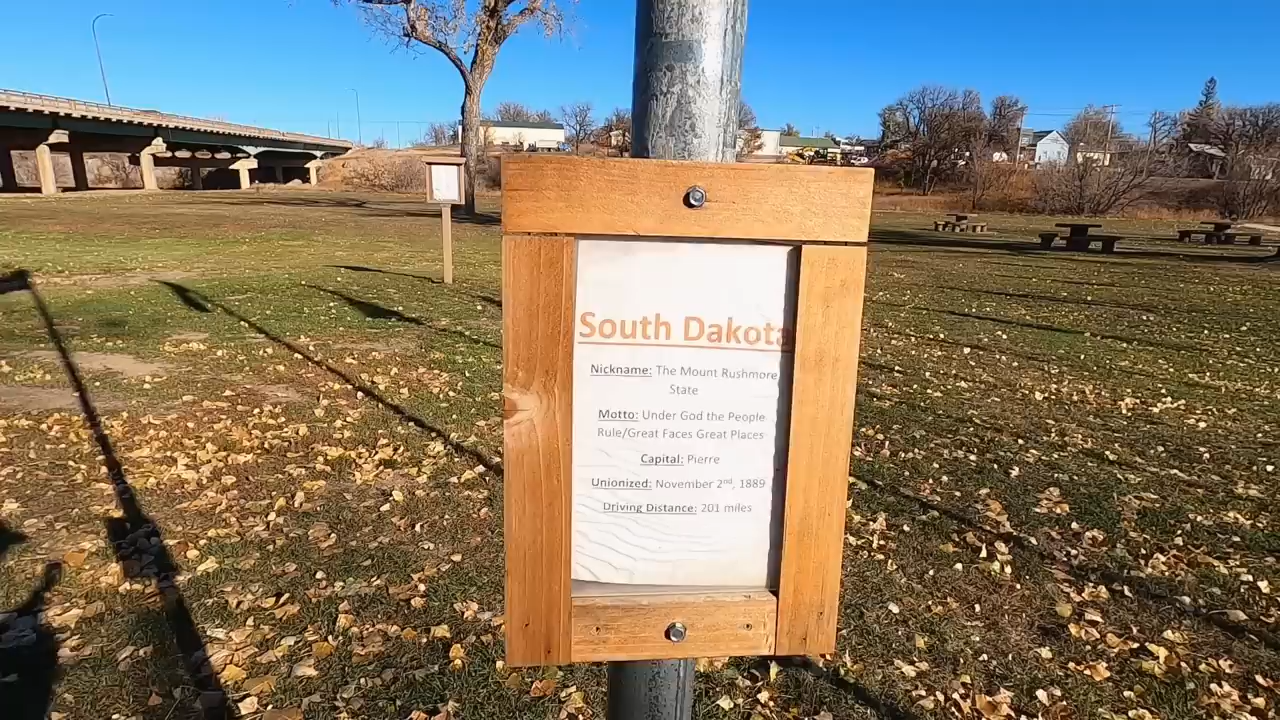 South Dakota
Nickname: The Mount Rushmore
State
Motto: Under God the People
Rule/Great Faces Great Places
Capital: Pierre
Unionized: November 2nd, 1889
Driving Distance: 201 miles